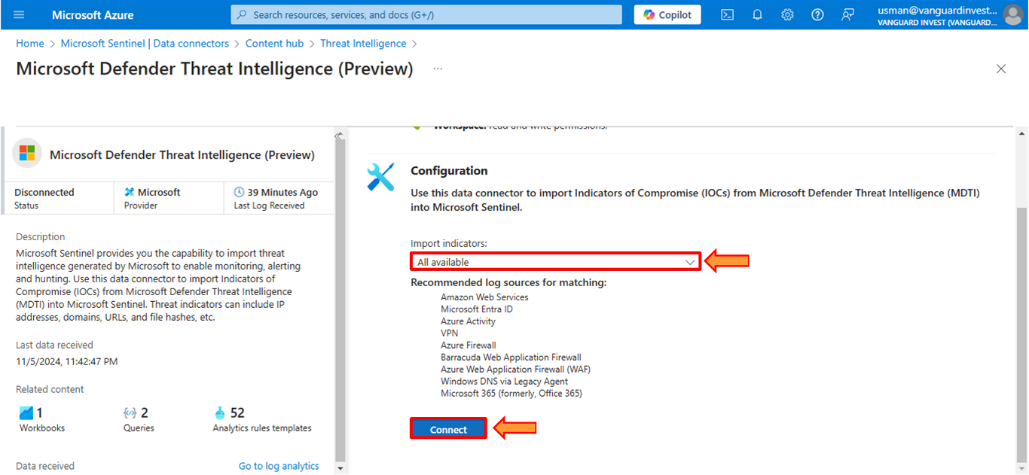 Microsoft Azure
Search resources, services, and docs (G+/)
Copilot
usman@vanguardinvest...
VANGUARD INVEST (VANGUARD...
Home > Microsoft Sentinel | Data connectors > Content hub > Threat Intelligence >
Microsoft Defender Threat Intelligence (Preview) ...
Microsoft Defender Threat Intelligence (Preview)
Disconnected
Status
Microsoft
Provider
39 Minutes Ago
Last Log Received
Description
Microsoft Sentinel provides you the capability to import threat
intelligence generated by Microsoft to enable monitoring, alerting
and hunting. Use this data connector to import Indicators of
Compromise (IOCs) from Microsoft Defender Threat Intelligence
(MDTI) into Microsoft Sentinel. Threat indicators can include IP
addresses, domains, URLs, and file hashes, etc.
Last data received
11/5/2024, 11:42:47 PM
Related content
1
Workbooks
2
Queries
52
Analytics rules templates
Data received
Go to log analytics
Workspace: read and write permissions.
Configuration
Use this data connector to import Indicators of Compromise (IOCs) from Microsoft Defender Threat Intelligence (MDTI)
into Microsoft Sentinel.
Import indicators:
All available
Recommended log sources for matching:
Amazon Web Services
Microsoft Entra ID
Azure Activity
VPN
Azure Firewall
Barracuda Web Application Firewall
Azure Web Application Firewall (WAF)
Windows DNS via Legacy Agent
Microsoft 365 (formerly, Office 365)
Connect